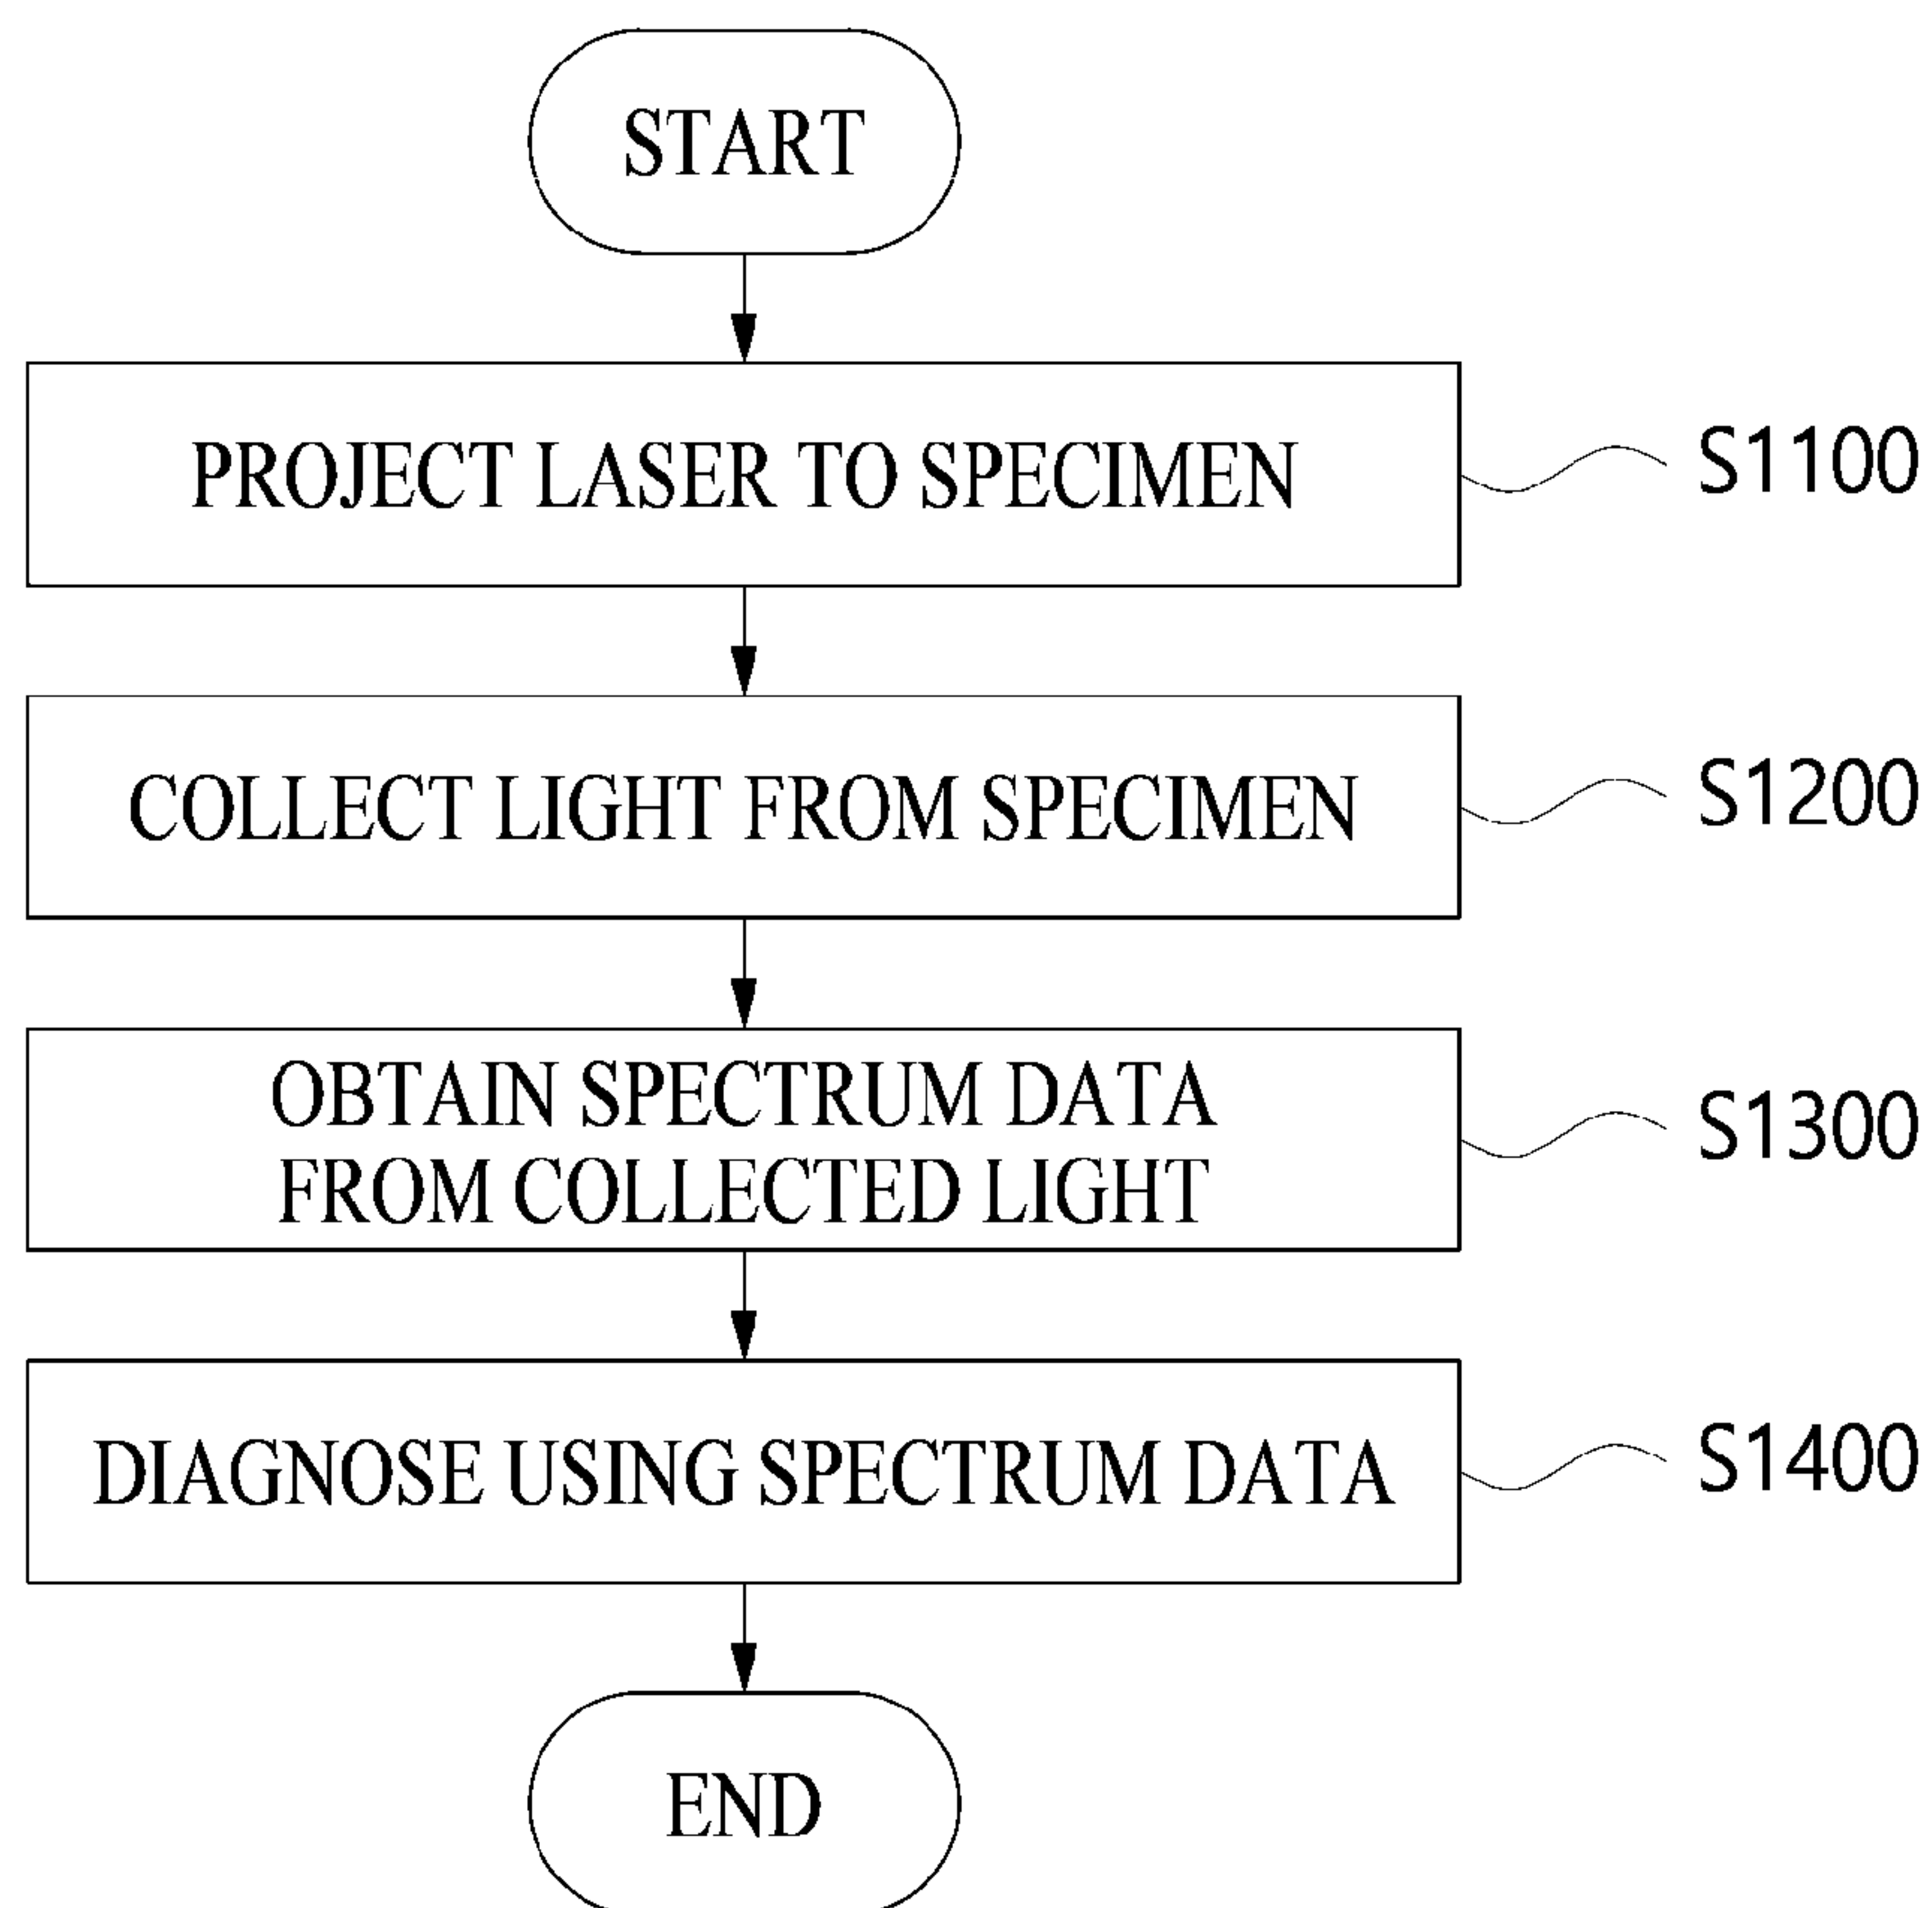 START
PROJECT LASER TO SPECIMEN
S1100
COLLECT LIGHT FROM SPECIMEN
S1200
OBTAIN SPECTRUM DATA
FROM COLLECTED LIGHT
S1300
DIAGNOSE USING SPECTRUM DATA
S1400
END